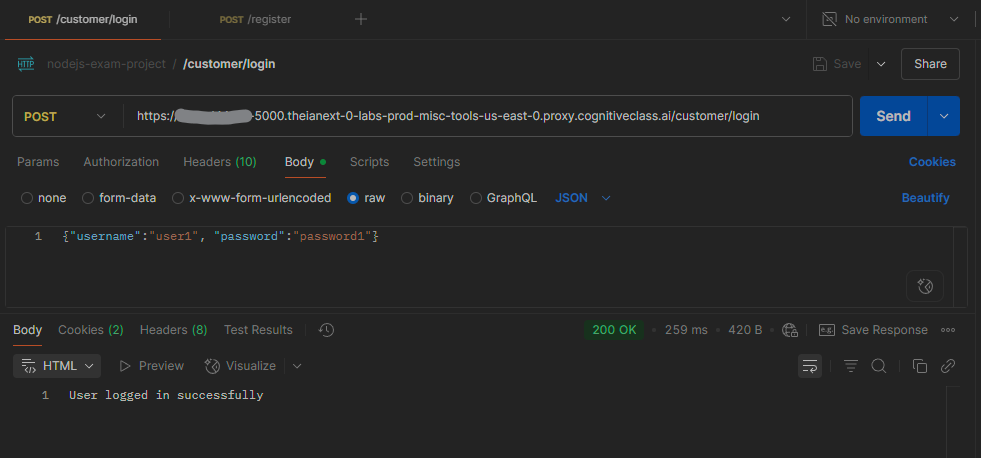 POST /customer/login POST /register No environment
HTTP nodejs-exam-project / /customer/login Save Share
POST https:// -5000.theianext-0-labs-prod-misc-tools-us-east-0.proxy.cognitiveclass.ai/customer/login Send
Params Authorization Headers (10) Body Scripts Settings Cookies
none form-data x-www-form-urlencoded raw binary GraphQL JSON Beautify
1 {"username":"user1", "password":"password1"}
Body Cookies (2) Headers (8) Test Results 200 OK 259 ms 420 B e.g. Save Response
HTML Preview Visualize
1 User logged in successfully